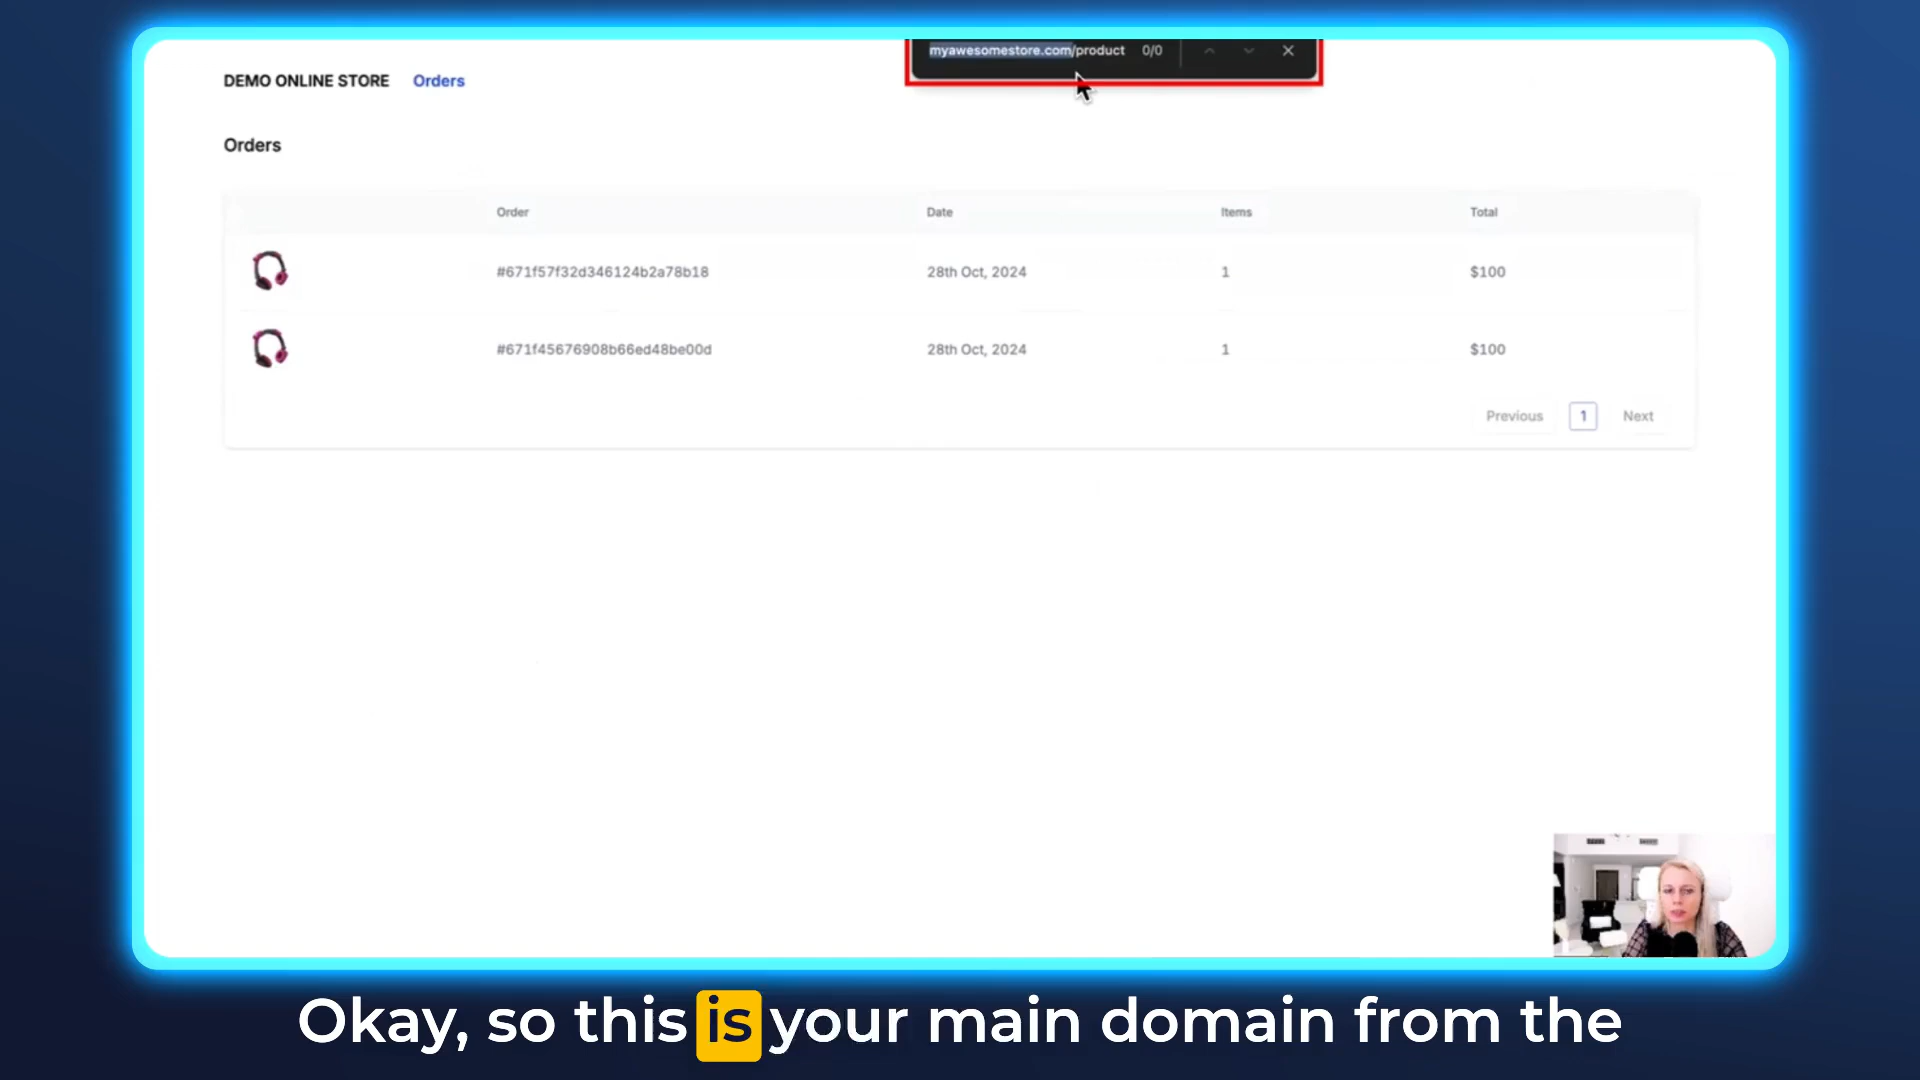 myawesomestore.com/product 0/0
DEMO ONLINE STORE Orders
Orders
Order Date Items Total
#671f57f32d346124b2a78b18 28th Oct, 2024 1 $100
#671f45676908b66ed48be00d 28th Oct, 2024 1 $100
Previous 1 Next
Okay, so this is your main domain from the